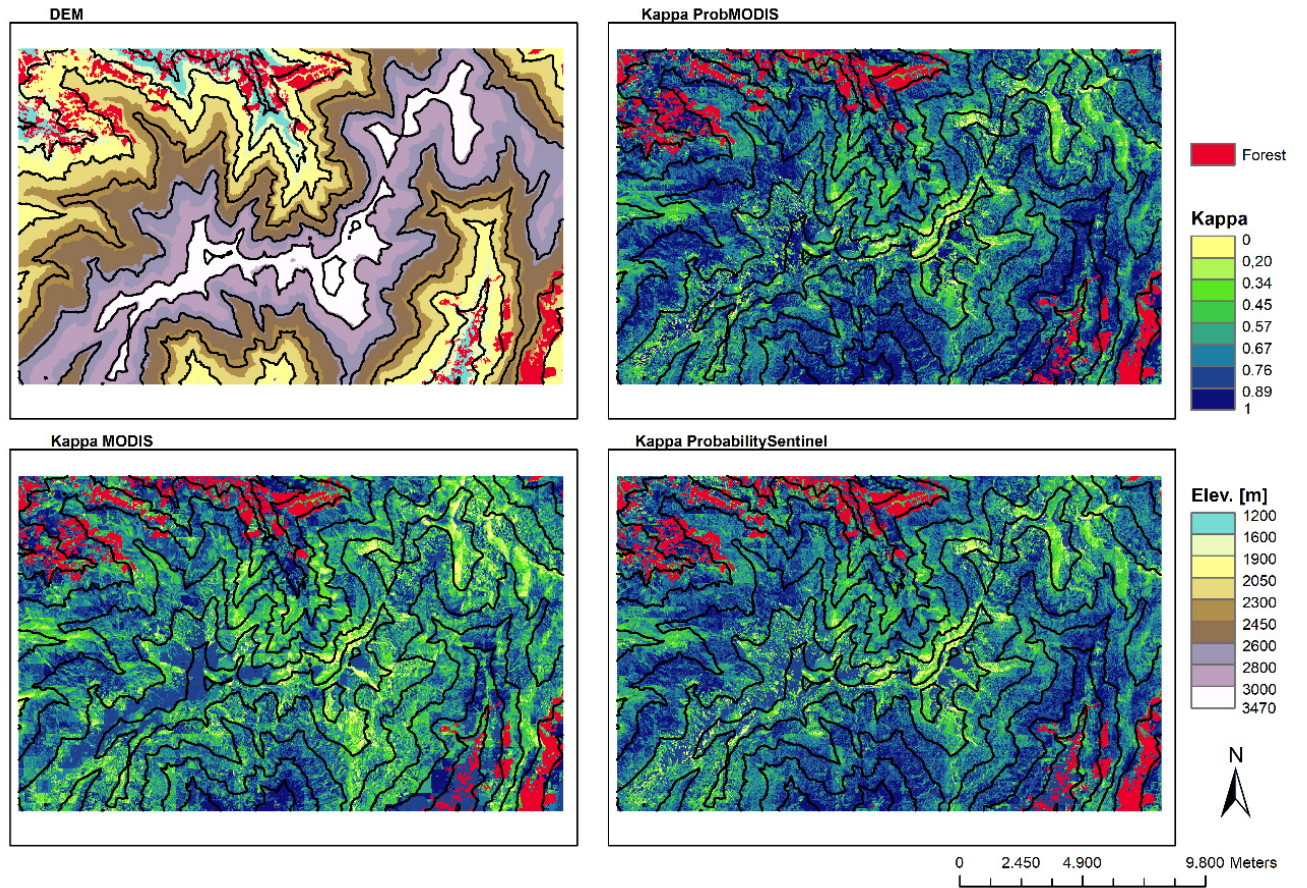 DEM
Kappa ProbMODIS
Forest
Kappa
0
0,20
0.34
0.45
0.57
0.67
0.76
0.89
1
Kappa MODIS
Kappa ProbabilitySentinel
Elev. [m]
1200
1600
1900
2050
2300
2450
2600
2800
3000
3470
N
0 2.450 4.900 9.800 Meters